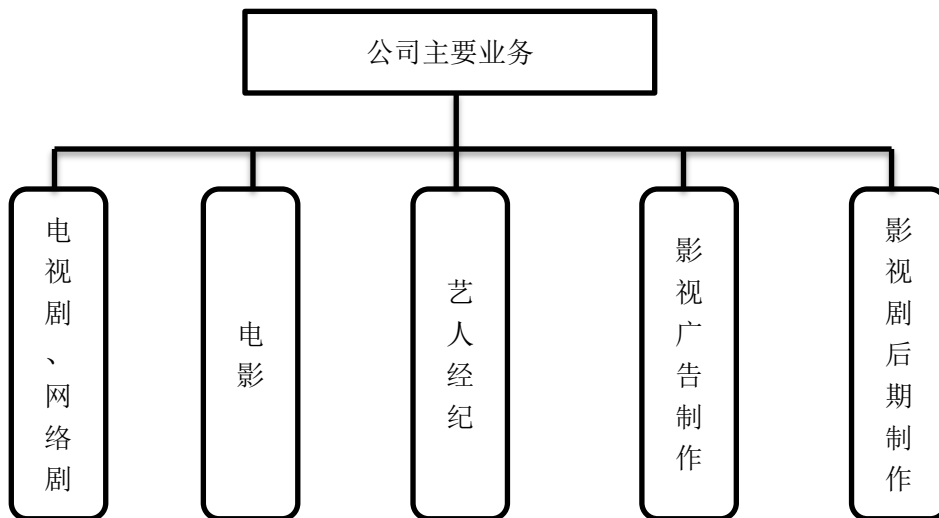 公司主要业务
电视剧、网络剧
电影
艺人经纪
影视广告制作
影视剧后期制作